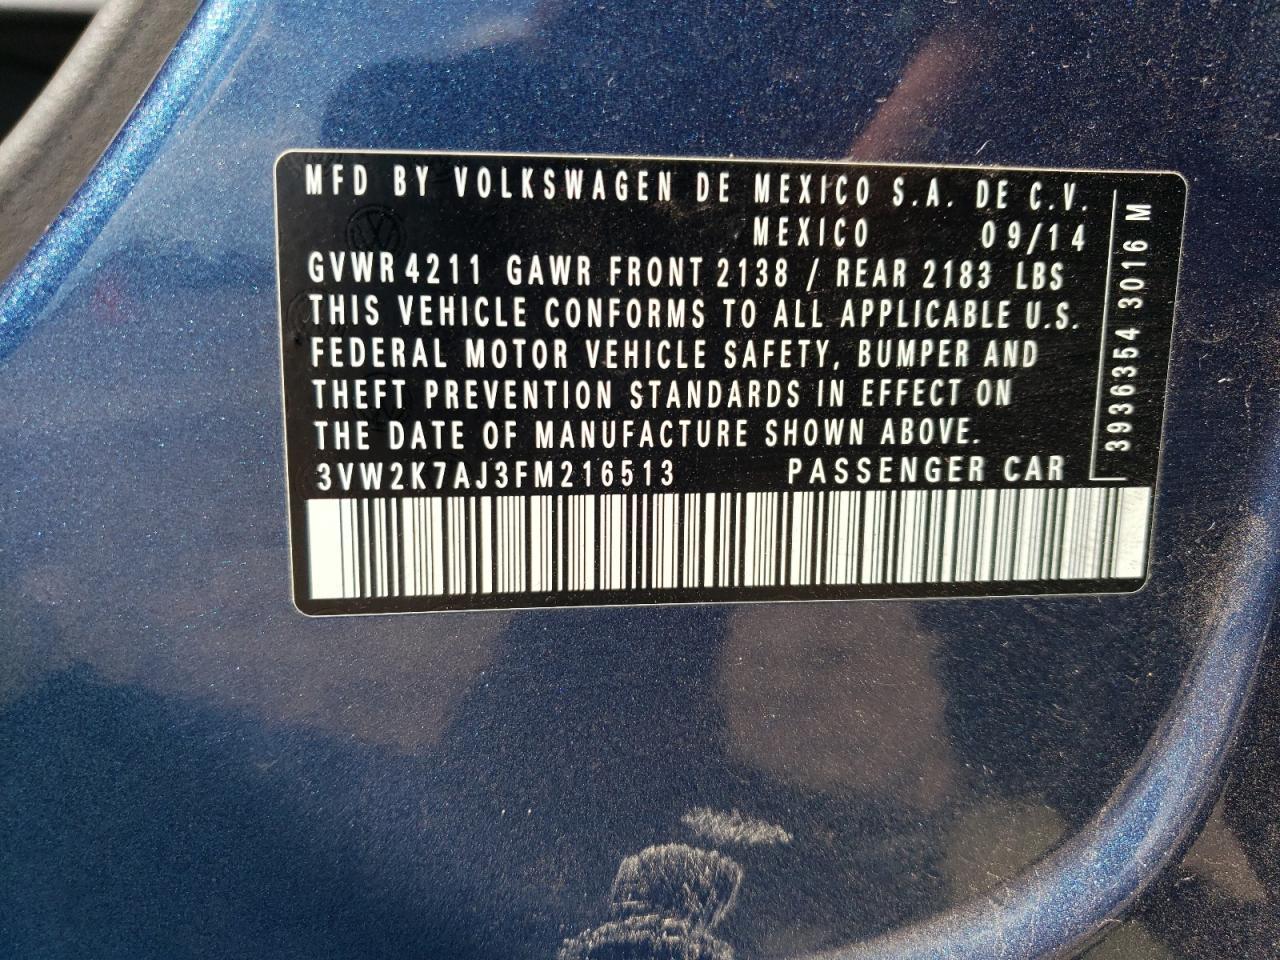 MFD BY VOLKSWAGEN DE MEXICO S.A. DE C.V.
MEXICO 09/14
GVWR 4211 GAWR FRONT 2138 / REAR 2183 LBS
THIS VEHICLE CONFORMS TO ALL APPLICABLE U.S.
FEDERAL MOTOR VEHICLE SAFETY, BUMPER AND
THEFT PREVENTION STANDARDS IN EFFECT ON
THE DATE OF MANUFACTURE SHOWN ABOVE.
3VW2K7AJ3FM216513 PASSENGER CAR
3936354 3016 M